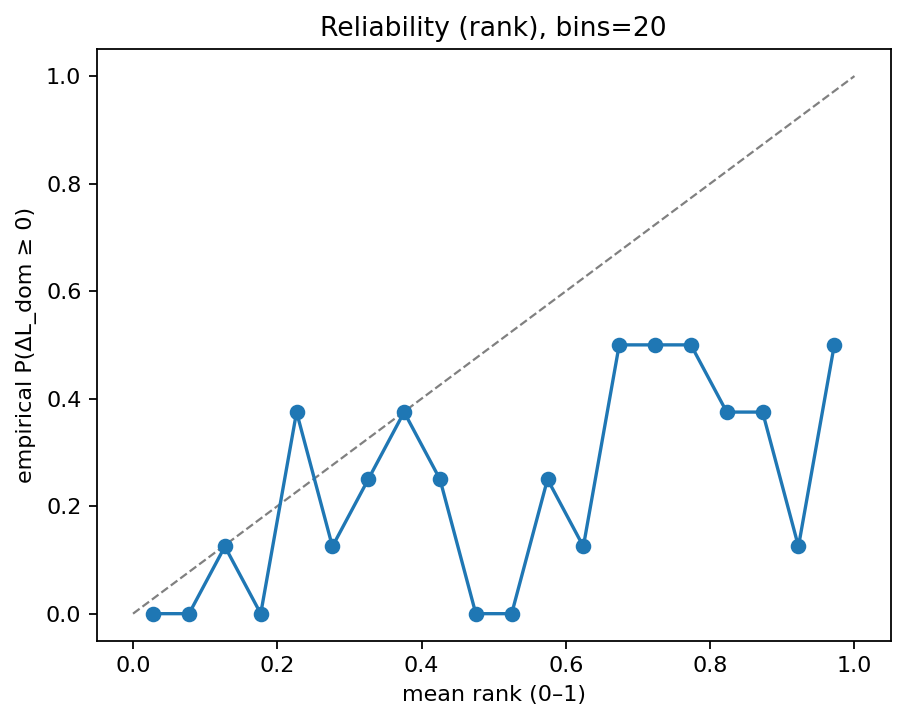 Reliability (rank), bins=20
empirical P(ΔL_dom ≥ 0)
1.0
0.8
0.6
0.4
0.2
0.0
0.0 0.2 0.4 0.6 0.8 1.0
mean rank (0–1)